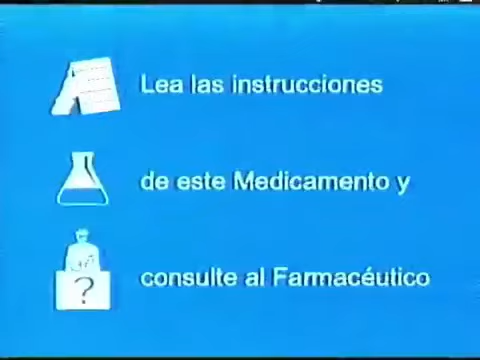 Lea las instrucciones
de este Medicamento y
consulte al Farmacéutico
?